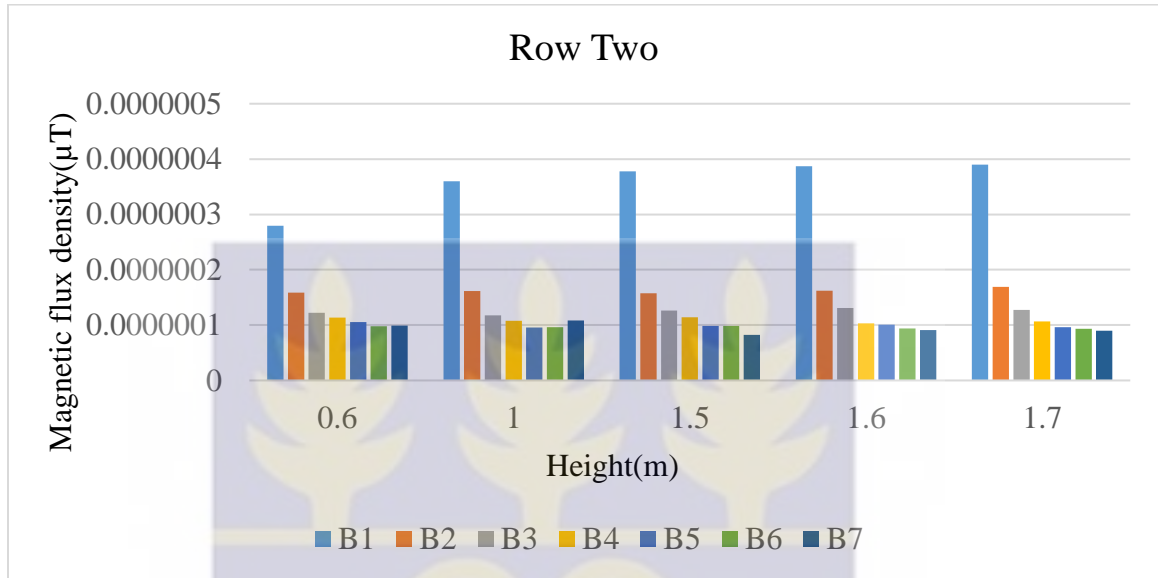 Row Two
Magnetic flux density(µT)
0.0000005
0.0000004
0.0000003
0.0000002
0.0000001
0
0.6 1 1.5 1.6 1.7
Height(m)
B1 B2 B3 B4 B5 B6 B7